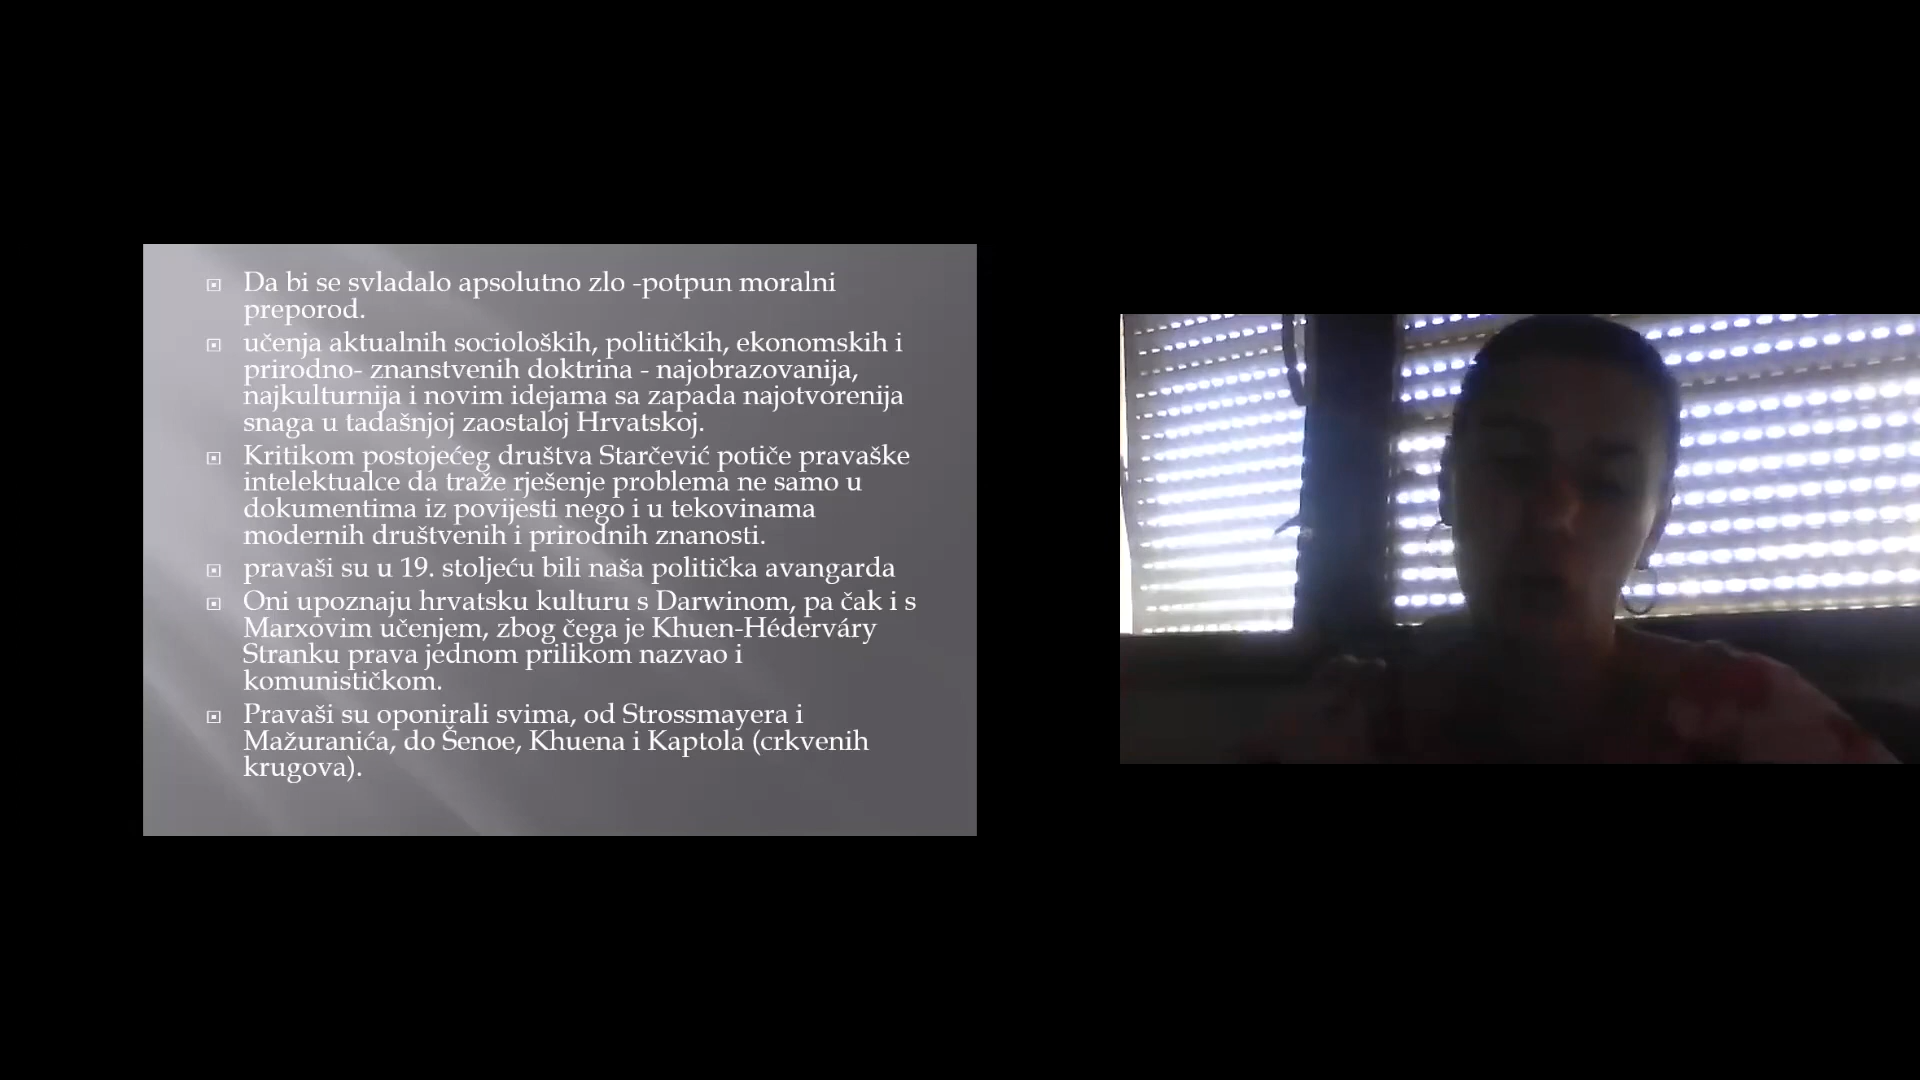 Da bi se svladalo apsolutno zlo -potpun moralni
preporod.
učenja aktualnih socioloških, političkih, ekonomskih i
prirodno- znanstvenih doktrina - najobrazovanija,
najkulturnija i novim idejama sa zapada najotvorenija
snaga u tadašnjoj zaostaloj Hrvatskoj.
Kritikom postojećeg društva Starčević potiče pravaške
intelektualce da traže rješenje problema ne samo u
dokumentima iz povijesti nego i u tekovinama
modernih društvenih i prirodnih znanosti.
pravaši su u 19. stoljeću bili naša politička avangarda
Oni upoznaju hrvatsku kulturu s Darwinom, pa čak i s
Marxovim učenjem, zbog čega je Khuen-Héderváry
Stranku prava jednom prilikom nazvao i
komunističkom.
Pravaši su oponirali svima, od Strossmayera i
Mažuranića, do Šenoe, Khuena i Kaptola (crkvenih
krugova).